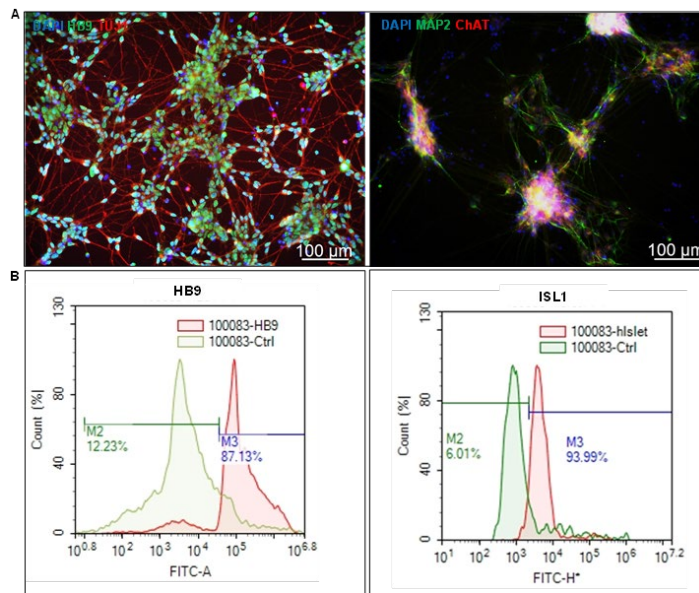 A
DAPI HB9 TUJ1
DAPI MAP2 ChAT
100 µm
100 µm
B
HB9
130
80
40
0
Count [%]
100083-HB9
100083-Ctrl
M2
12.23%
M3
87.13%
10^0.8 10^2 10^3 10^4 10^5 10^6.8
FITC-A
ISL1
130
80
40
0
Count [%]
100083-hIslet
100083-Ctrl
M2
6.01%
M3
93.99%
10^1 10^2 10^3 10^4 10^5 10^6 10^7.2
FITC-H*